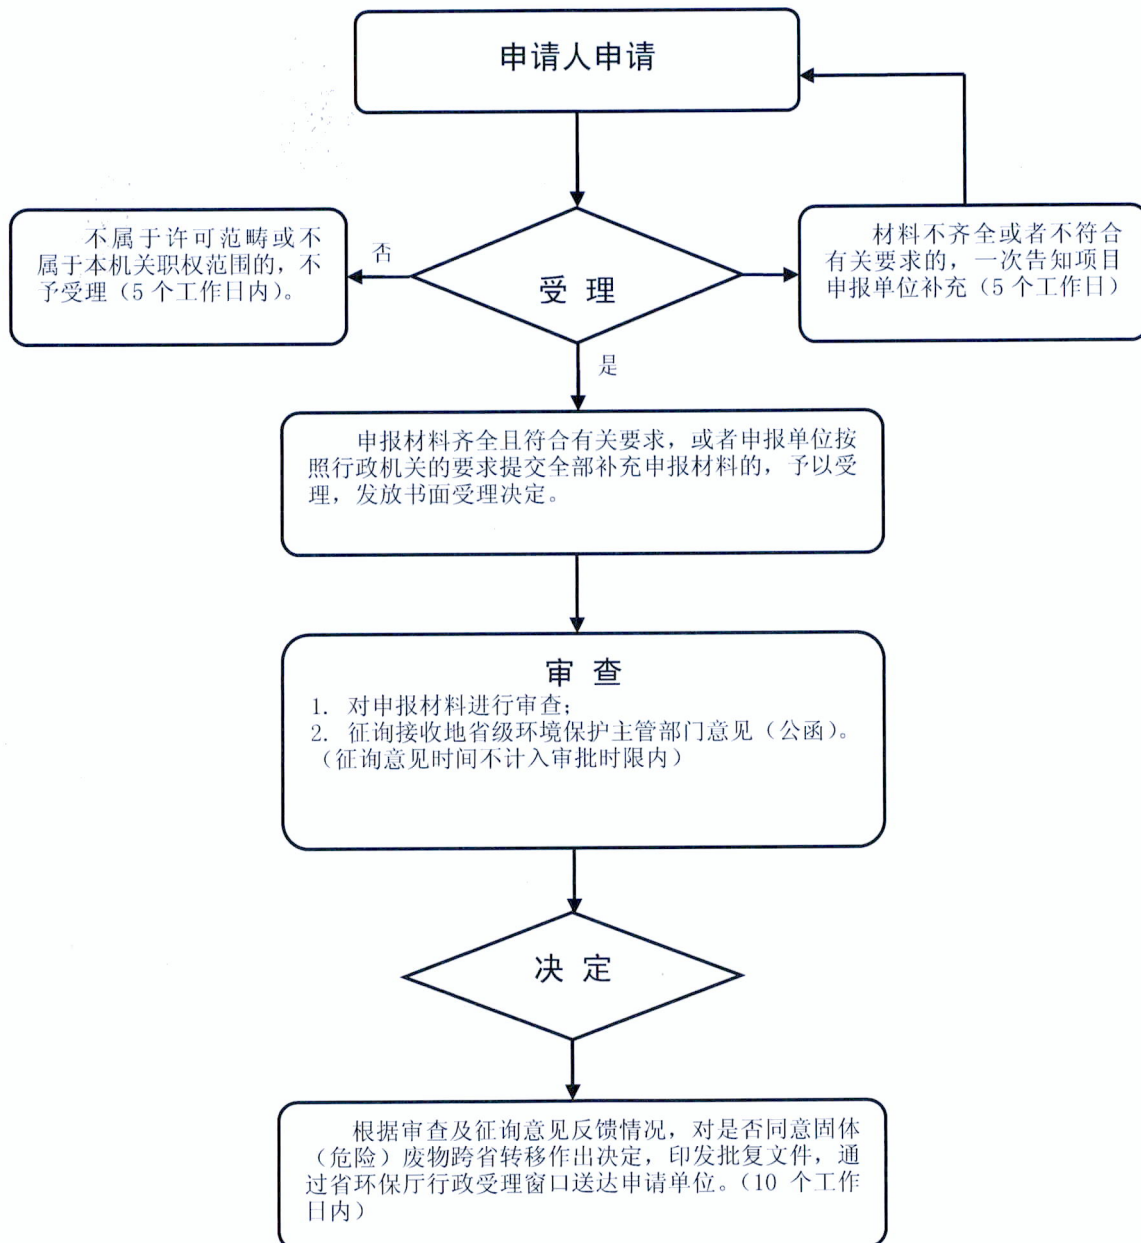 申请人申请
不属于许可范畴或不
属于本机关职权范围的，不
予受理（5 个工作日内）。
否
受 理
材料不齐全或者不符合
有关要求的，一次告知项目
申报单位补充（5 个工作日）
是
申报材料齐全且符合有关要求，或者申报单位按
照行政机关的要求提交全部补充申报材料的，予以受
理，发放书面受理决定。
审 查
1. 对申报材料进行审查；
2. 征询接收地省级环境保护主管部门意见（公函）。
（征询意见时间不计入审批时限内）
决 定
根据审查及征询意见反馈情况，对是否同意固体
（危险）废物跨省转移作出决定，印发批复文件，通
过省环保厅行政受理窗口送达申请单位。（10 个工作
日内）